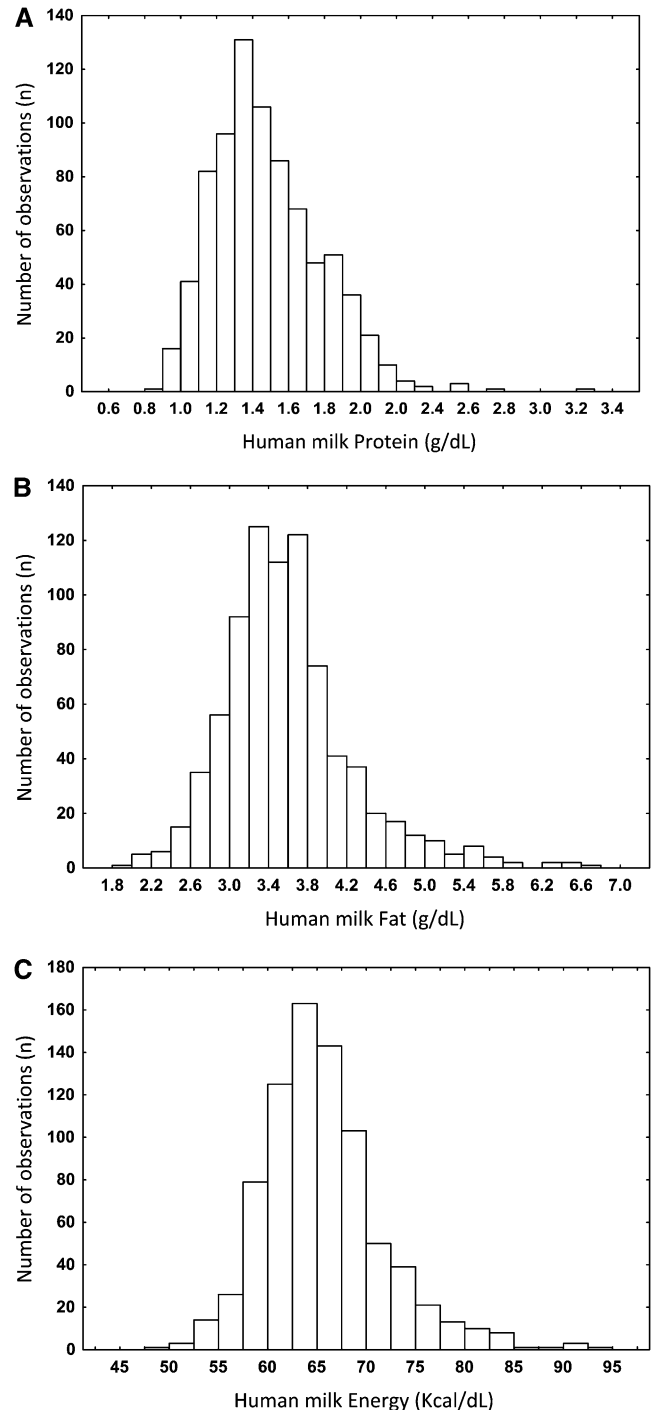 A
140
120
100
80
60
40
20
0
Number of observations (n)
0.6 0.8 1.0 1.2 1.4 1.6 1.8 2.0 2.0 2.4 2.6 2.8 3.0 3.2 3.4
Human milk Protein (g/dL)
B
140
120
100
80
60
40
20
0
Number of observations (n)
1.8 2.2 2.6 3.0 3.4 3.8 4.2 4.6 5.0 5.4 5.8 6.2 6.6 7.0
Human milk Fat (g/dL)
C
180
160
140
120
100
80
60
40
20
0
Number of observations (n)
45 50 55 60 65 70 75 80 85 90 95
Human milk Energy (Kcal/dL)